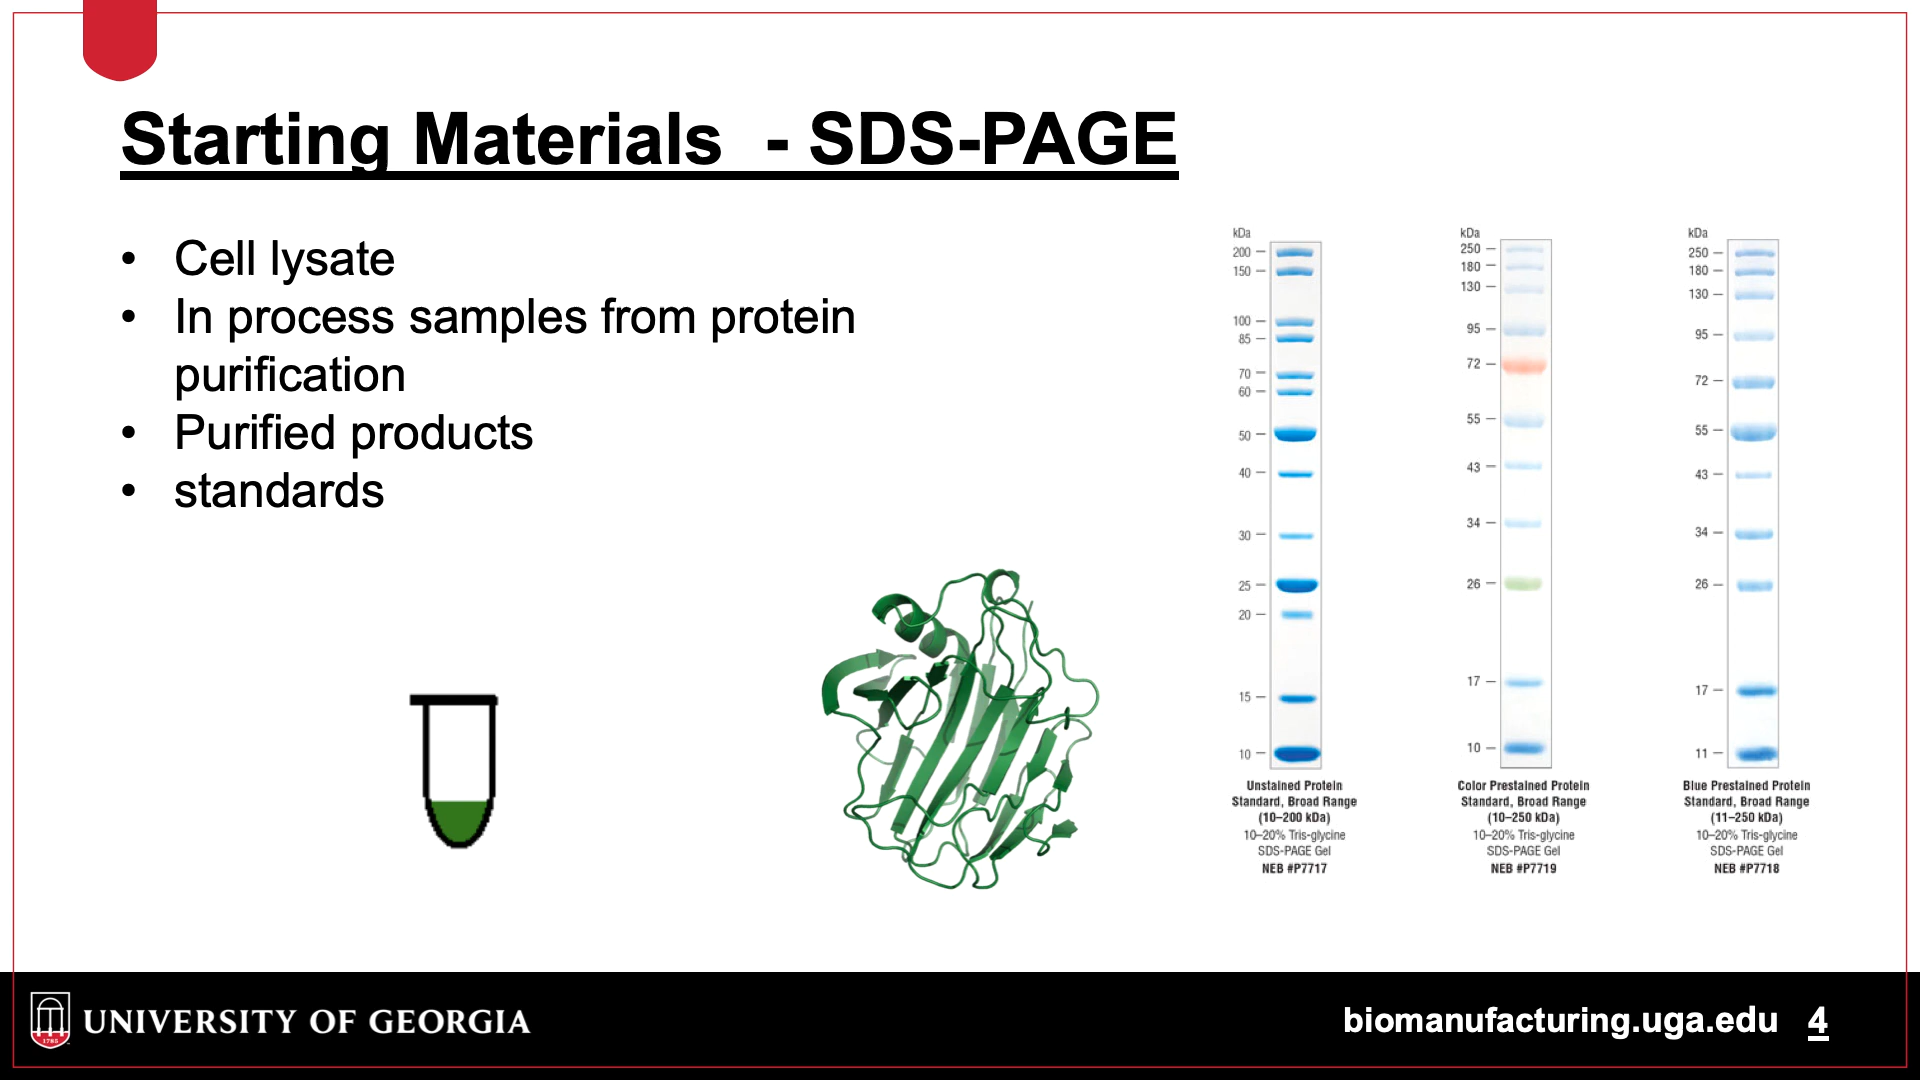 Starting Materials  - SDS-PAGE
• Cell lysate
• In process samples from protein
purification
• Purified products
• standards
kDa
200
150
100
85
70
60
50
40
30
25
20
15
10
Unstained Protein
Standard, Broad Range
(10–200 kDa)
10–20% Tris-glycine
SDS-PAGE Gel
NEB #P7717
kDa
250
180
130
95
72
55
43
34
26
17
10
Color Prestained Protein
Standard, Broad Range
(10–250 kDa)
10–20% Tris-glycine
SDS-PAGE Gel
NEB #P7719
kDa
250
180
130
95
72
55
43
34
26
17
11
Blue Prestained Protein
Standard, Broad Range
(11–250 kDa)
10–20% Tris-glycine
SDS-PAGE Gel
NEB #P7718
1785
UNIVERSITY OF GEORGIA
biomanufacturing.uga.edu 4